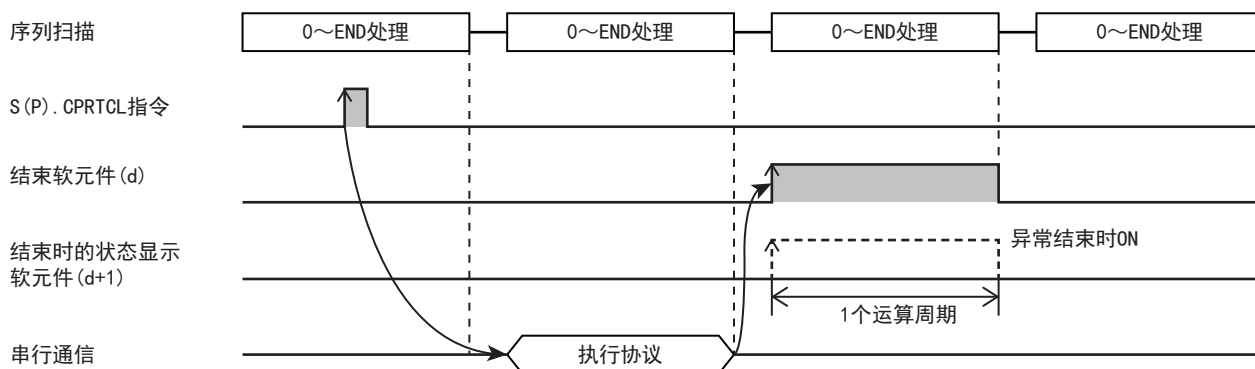 序列扫描
0～END处理
0～END处理
0～END处理
0～END处理
S(P).CPRTCL指令
结束软元件(d)
结束时的状态显示
软元件(d+1)
异常结束时ON
1个运算周期
串行通信
执行协议